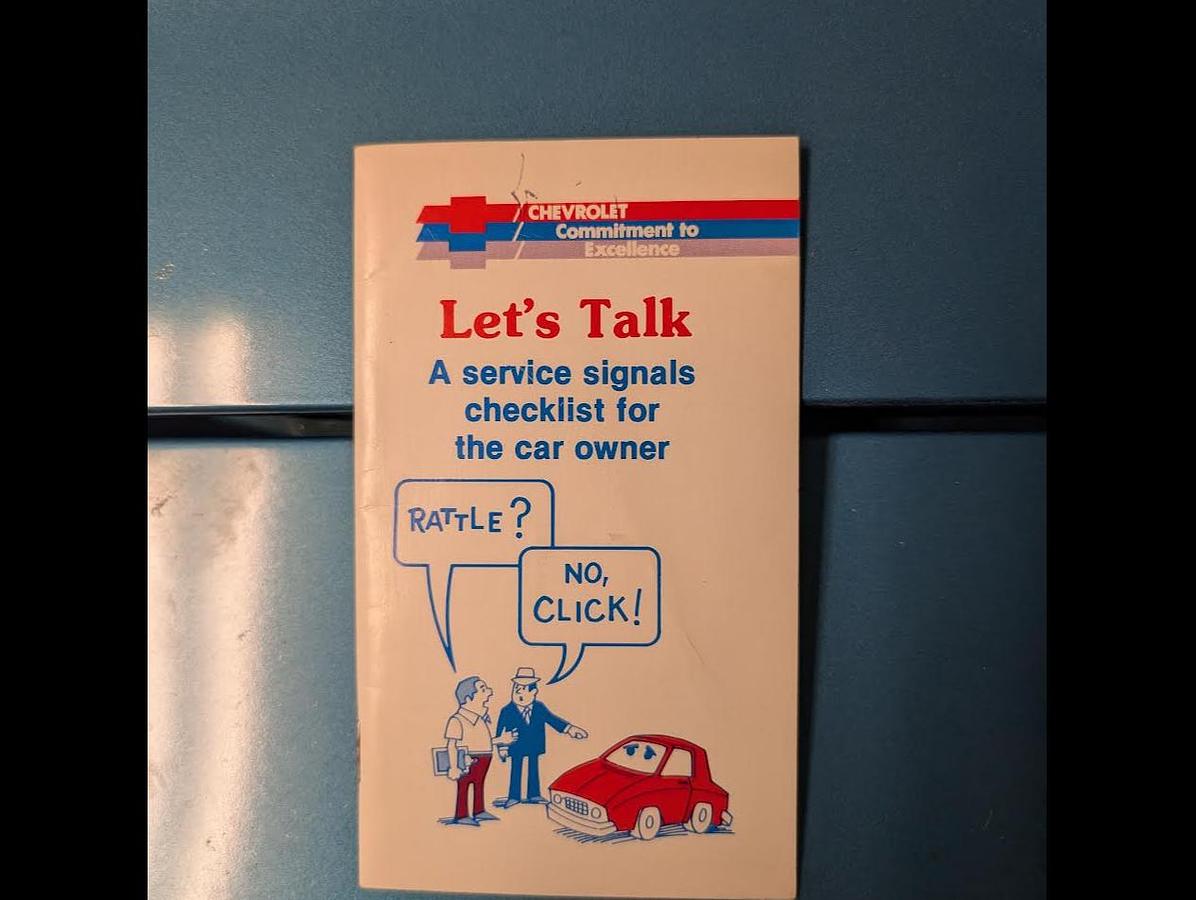 CHEVROLET
Commitment to
Excellence
Let's Talk
A service signals
checklist for
the car owner
RATTLE?
NO,
CLICK!